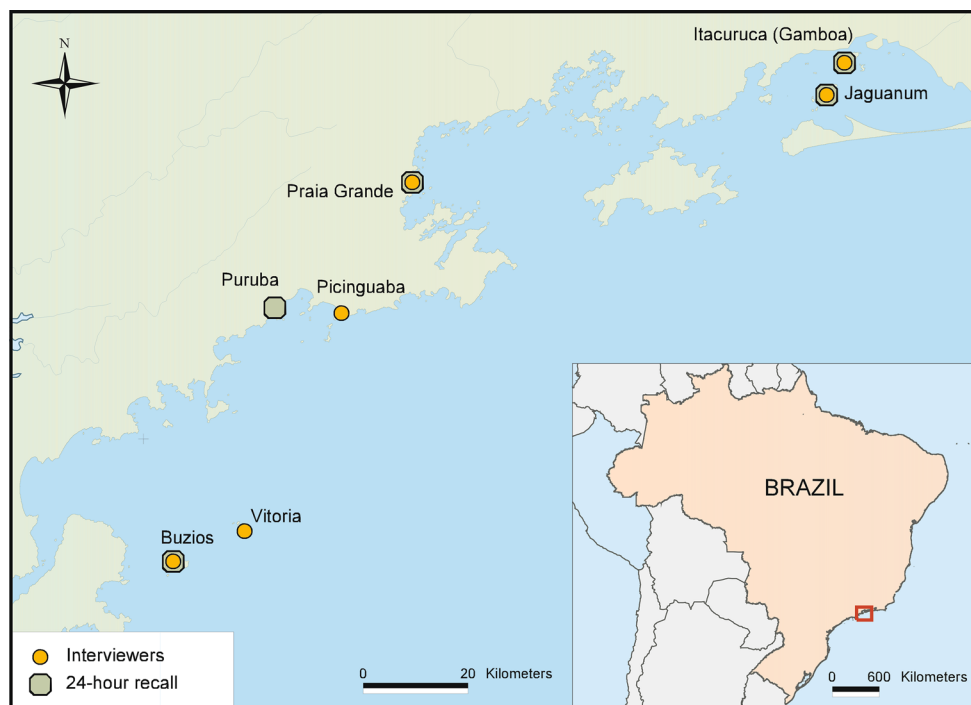 N
Itacuruca (Gamboa)
Jaguanum
Praia Grande
Puruba
Picinguaba
Vitoria
Buzios
BRAZIL
Interviewers
24-hour recall
0 20 Kilometers
0 600 Kilometers